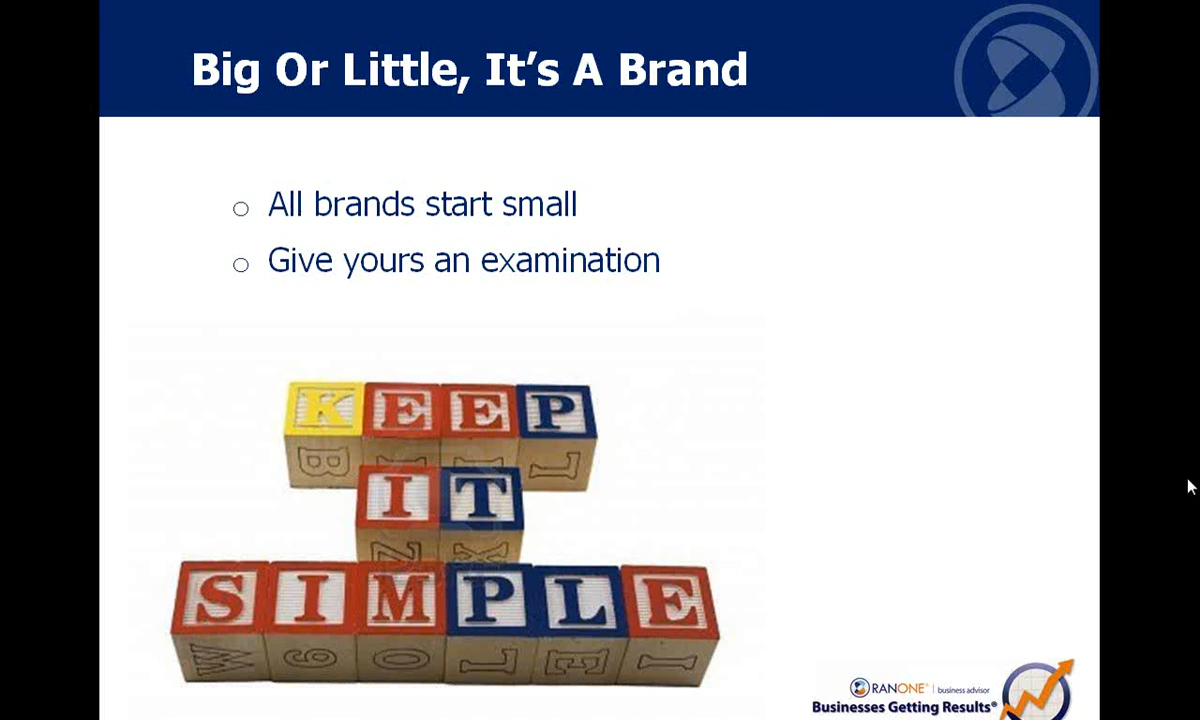 Big Or Little, It's A Brand
All brands start small
Give yours an examination
KEEP
B E I L
IT
Z X
SIMPLE
W 6 O L E I
RANONE® | business advisor
Businesses Getting Results®